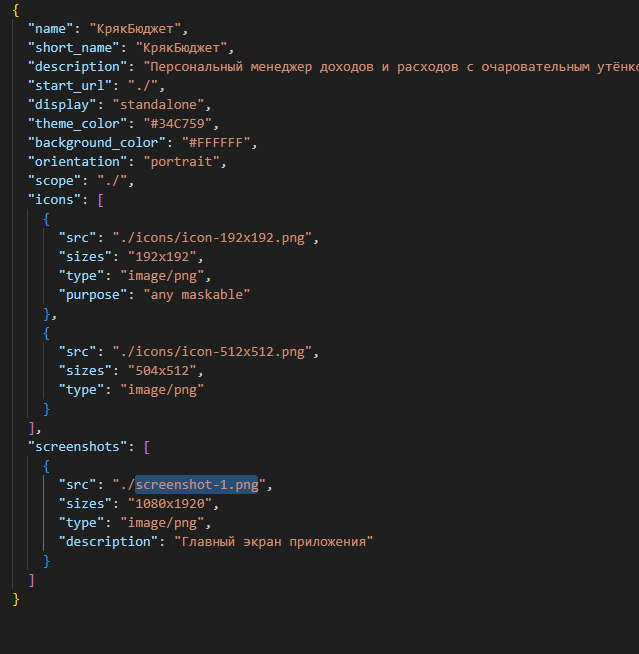 {
"name": "КрякБюджет",
"short_name": "КрякБюджет",
"description": "Персональный менеджер доходов и расходов с очаровательным
"start_url": "./",
"display": "standalone",
"theme_color": "#34C759",
"background_color": "#FFFFFF",
"orientation": "portrait",
"scope": "./",
"icons": [
{
"src": "./icons/icon-192x192.png",
"sizes": "192x192",
"type": "image/png",
"purpose": "any maskable"
},
{
"src": "./icons/icon-512x512.png",
"sizes": "504x512",
"type": "image/png"
}
],
"screenshots": [
{
"src": "./screenshot-1.png",
"sizes": "1080x1920",
"type": "image/png",
"description": "Главный экран приложения"
}
]
}